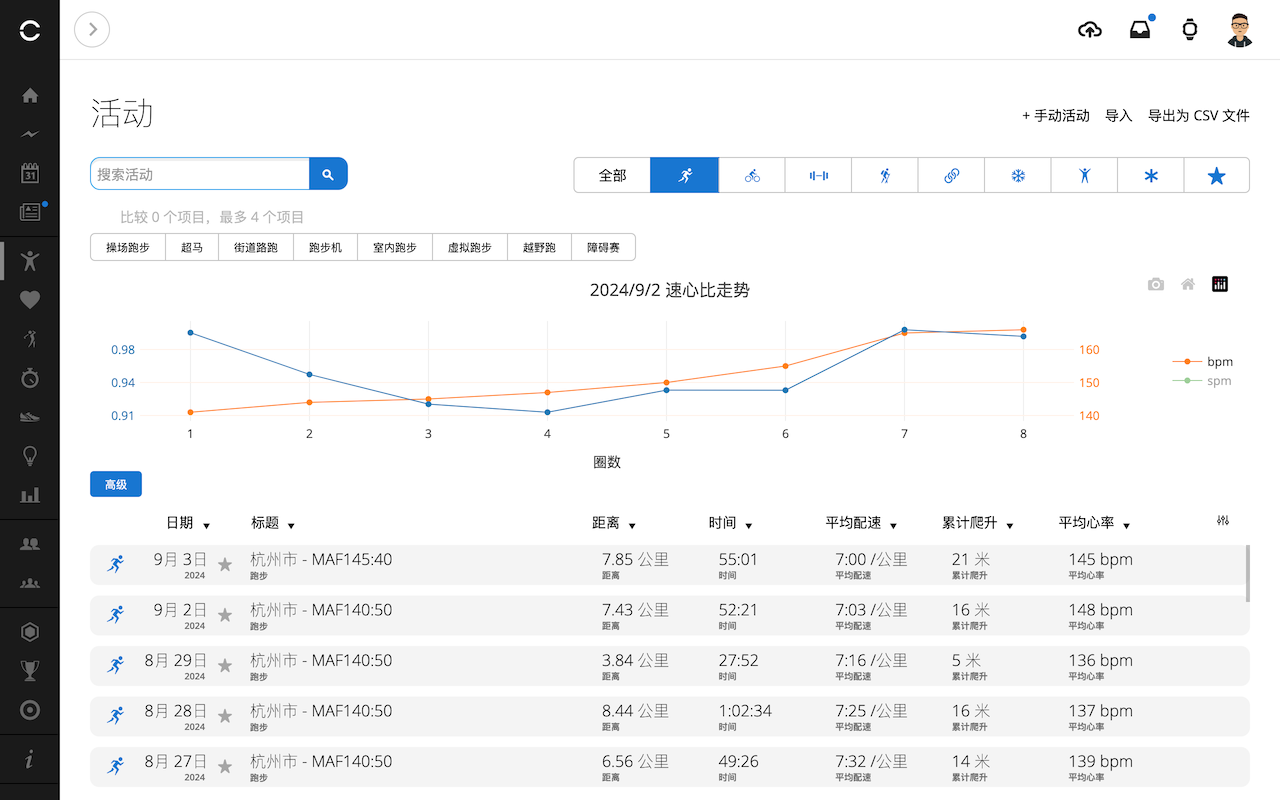 活动
+ 手动活动 导入 导出为 CSV 文件
搜索活动
全部
31
比较 0 个项目，最多 4 个项目
操场跑步 超马 街道路跑 跑步机 室内跑步 虚拟跑步 越野跑 障碍赛
2024/9/2 速心比走势
0.98 160
0.94 150
0.91 140
bpm
spm
1 2 3 4 5 6 7 8
圈数
高级
日期 标题 距离 时间 平均配速 累计爬升 平均心率
9月 3日 杭州市 - MAF145:40 7.85 公里 55:01 7:00 /公里 21 米 145 bpm
2024 跑步 距离 时间 平均配速 累计爬升 平均心率
9月 2日 杭州市 - MAF140:50 7.43 公里 52:21 7:03 /公里 16 米 148 bpm
2024 跑步 距离 时间 平均配速 累计爬升 平均心率
8月 29日 杭州市 - MAF140:50 3.84 公里 27:52 7:16 /公里 5 米 136 bpm
2024 跑步 距离 时间 平均配速 累计爬升 平均心率
8月 28日 杭州市 - MAF140:50 8.44 公里 1:02:34 7:25 /公里 16 米 137 bpm
2024 跑步 距离 时间 平均配速 累计爬升 平均心率
8月 27日 杭州市 - MAF140:50 6.56 公里 49:26 7:32 /公里 14 米 139 bpm
2024 跑步 距离 时间 平均配速 累计爬升 平均心率